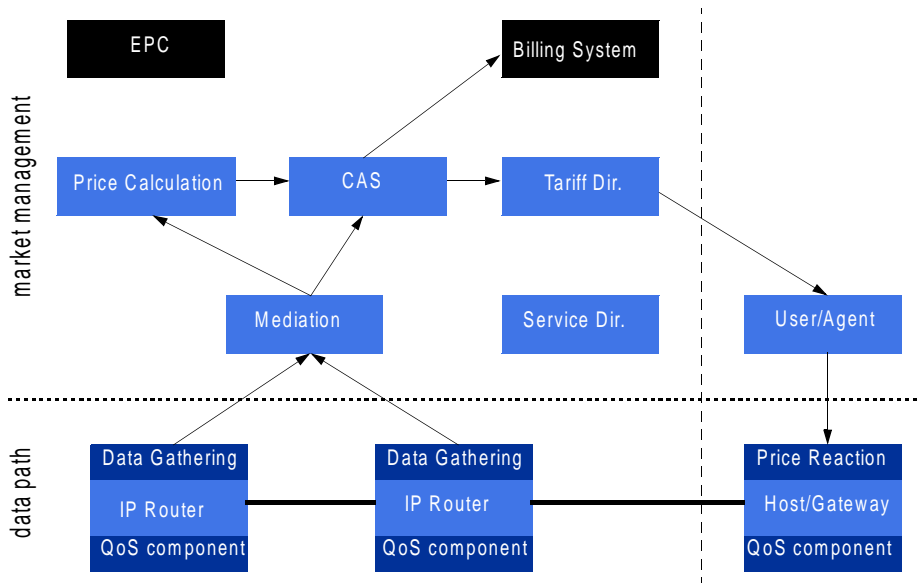 EPC
Billing System
market management
Price Calculation
CAS
Tariff Dir.
Mediation
Service Dir.
User/Agent
data path
Data Gathering
Data Gathering
Price Reaction
IP Router
IP Router
Host/Gateway
QoS component
QoS component
QoS component